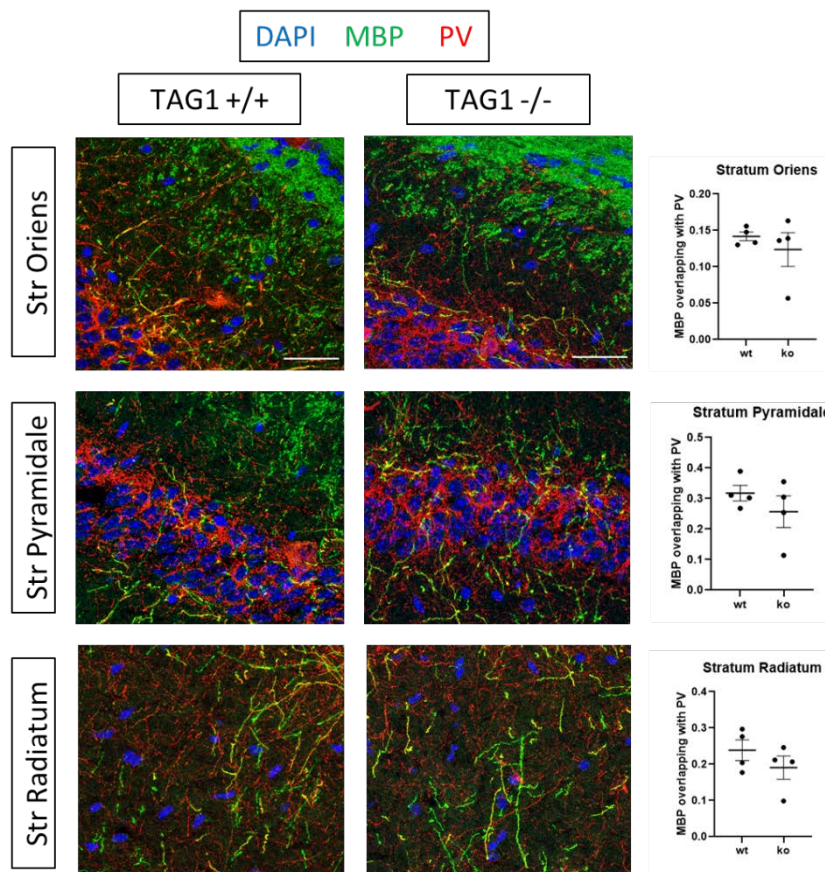 DAPI MBP PV
TAG1 +/+
TAG1 -/-
Str Oriens
Stratum Oriens
MBP overlapping with PV
0.20
0.15
0.10
0.05
0.00
wt ko
Str Pyramidale
Stratum Pyramidale
MBP overlapping with PV
0.5
0.4
0.3
0.2
0.1
0.0
wt ko
Str Radiatum
Stratum Radiatum
MBP overlapping with PV
0.4
0.3
0.2
0.1
0.0
wt ko